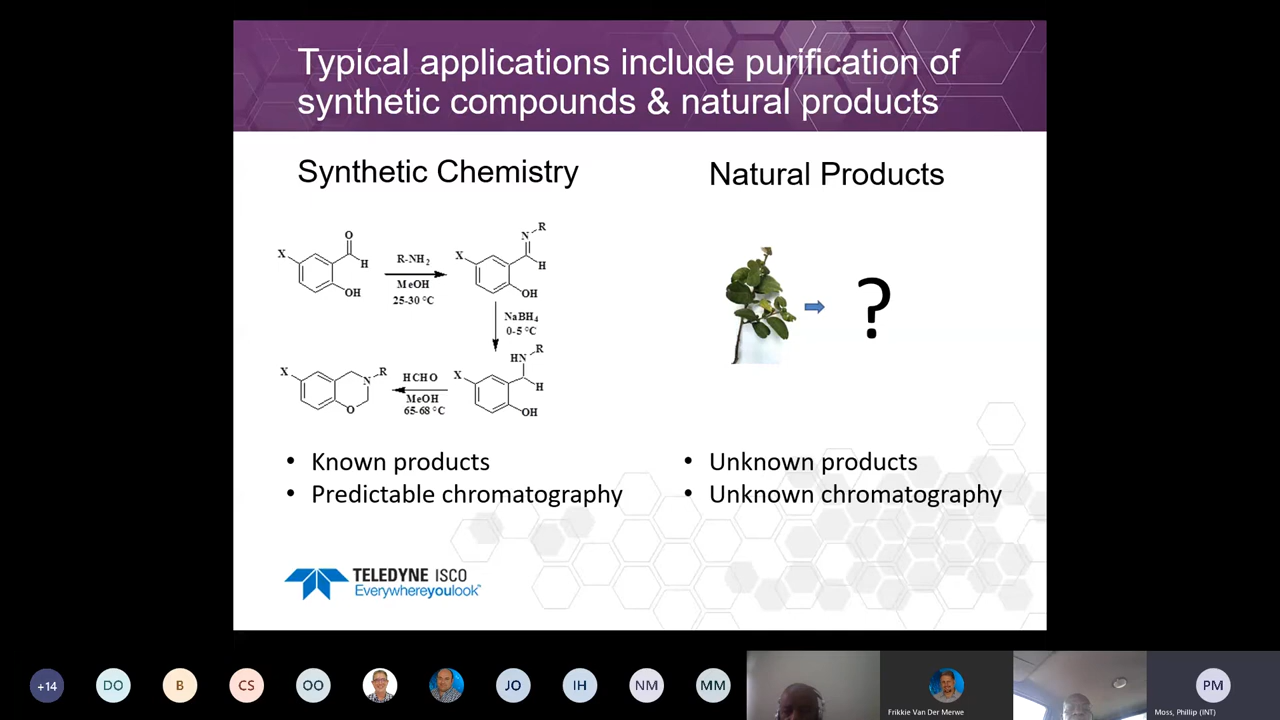 Typical applications include purification of
synthetic compounds & natural products
Synthetic Chemistry
Natural Products
X
O
H
OH
R-NH₂
MeOH
25-30 °C
X
N
R
H
OH
NaBH₄
0-5 °C
X
HN
R
H
OH
HCHO
MeOH
65-68 °C
X
N
R
O
?
• Known products
• Predictable chromatography
• Unknown products
• Unknown chromatography
TELEDYNE ISCO
Everywhereyoulook™
+14
DO
B
CS
OO
JO
IH
NM
MM
Frikkie Van Der Merwe
PM
Moss, Phillip (INT)